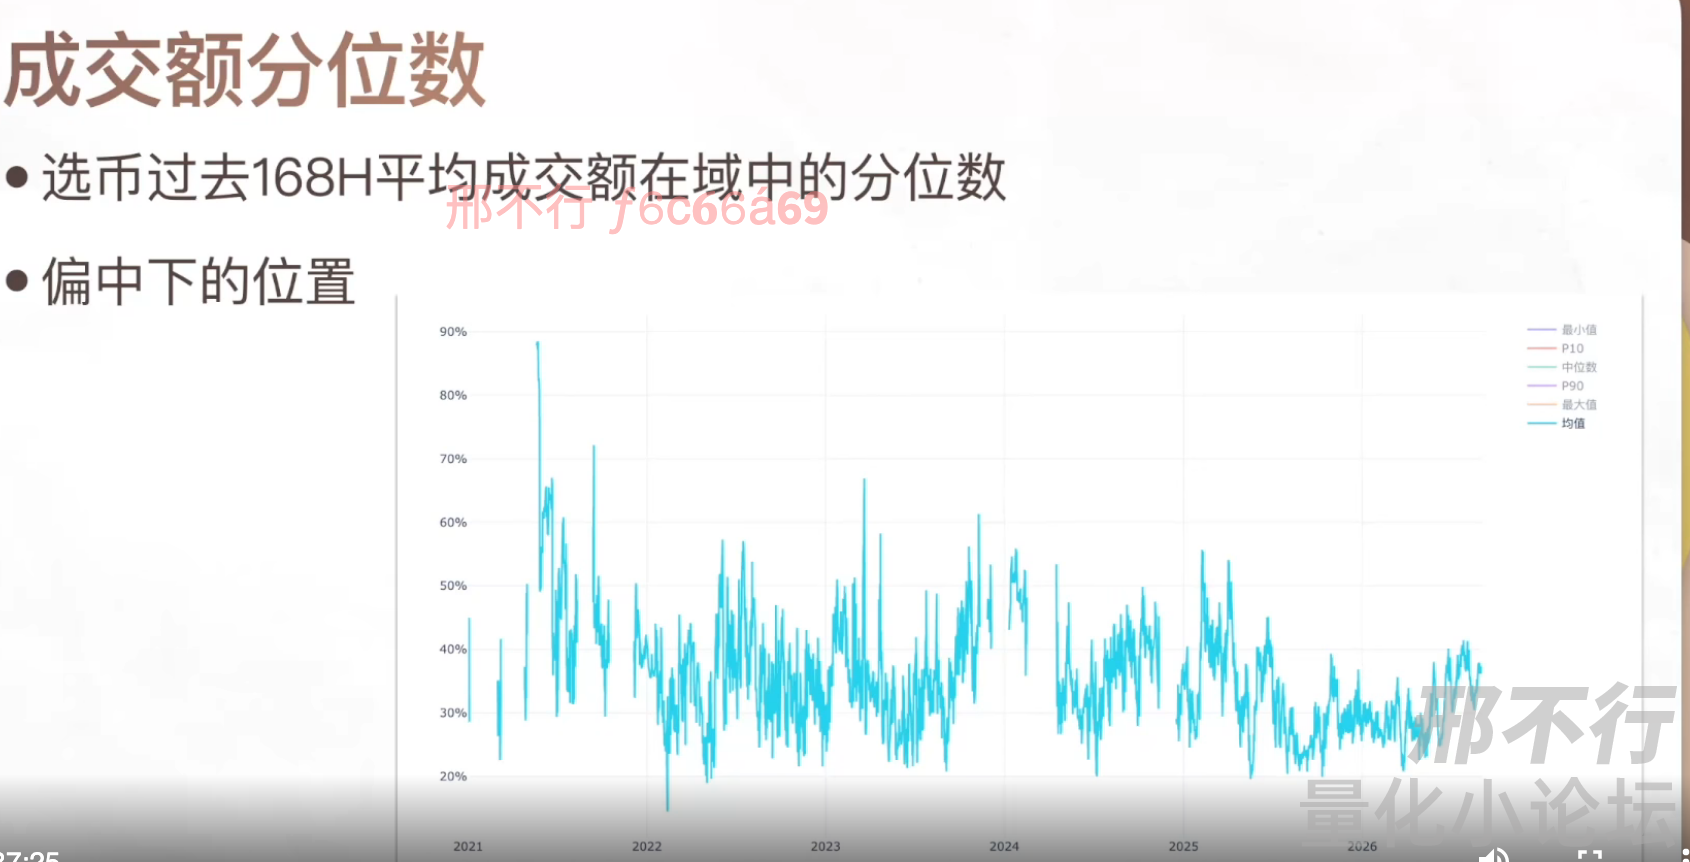 成交额分位数
• 选币过去168H平均成交额在域中的分位数
邢不行 ƒ6c66á69
• 偏中下的位置
90%
80%
70%
60%
50%
40%
30%
20%
2021 2022 2023 2024 2025 2026
最小值
P10
中位数
P90
最大值
均值
邢不行
量化小论坛
37:25